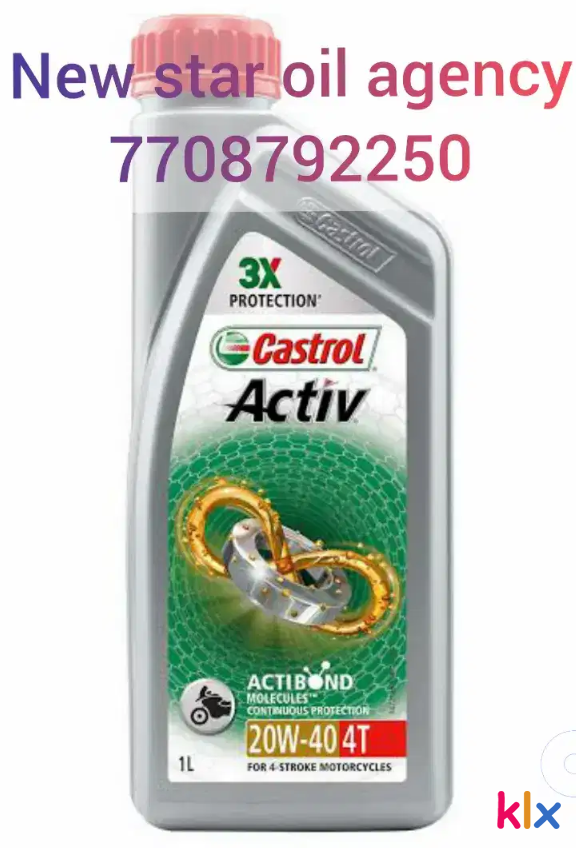 New star oil agency
7708792250
Castrol
3X
PROTECTION*
Castrol
Activ
ACTIBOND
MOLECULES™
CONTINUOUS PROTECTION
20W-40 4T
1L
FOR 4-STROKE MOTORCYCLES
klx